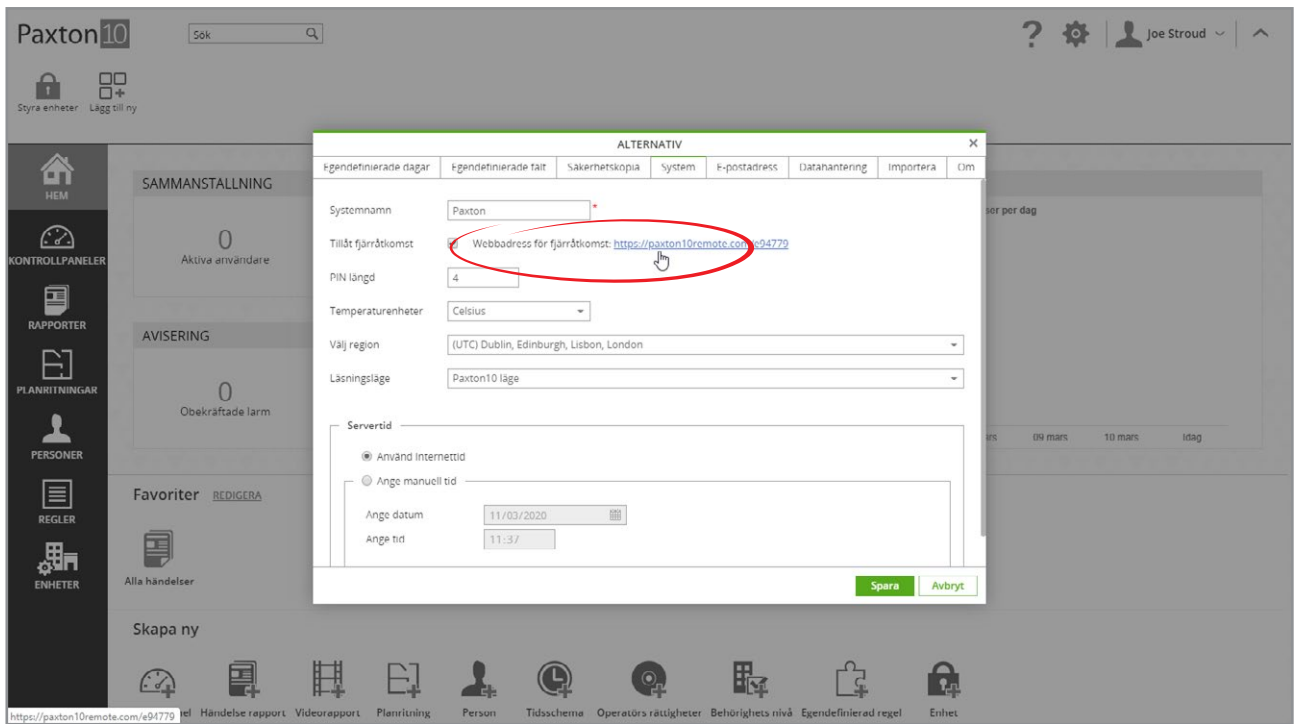 Paxton10
Sök
Joe Stroud
Styra enheter Lägg till ny
ALTERNATIV
Egendefinierade dagar Egendefinierade fält Säkerhetskopia System E-postadress Datahantering Importera Om
HEM
KONTROLLPANELER
RAPPORTER
PLANRITNINGAR
PERSONER
REGLER
ENHETER
SAMMANSTALLNING
0
Aktiva användare
AVISERING
0
Obekräftade larm
Systemnamn Paxton *
Tillåt fjärråtkomst Webbadress för fjärråtkomst: https://paxton10remote.com/e94779
PIN längd 4
Temperaturenheter Celsius
Välj region (UTC) Dublin, Edinburgh, Lisbon, London
Läsningsläge Paxton10 läge
Servertid
Använd internettid
Ange manuell tid
Ange datum 11/03/2020
Ange tid 11:37
Spara Avbryt
per dag
09 mars 10 mars Idag
Favoriter REDIGERA
Alla händelser
Skapa ny
Händelse rapport Videorapport Planritning Person Tidsschema Operatörs rättigheter Behörighets nivå Egendefinierad regel Enhet
https://paxton10remote.com/e94779